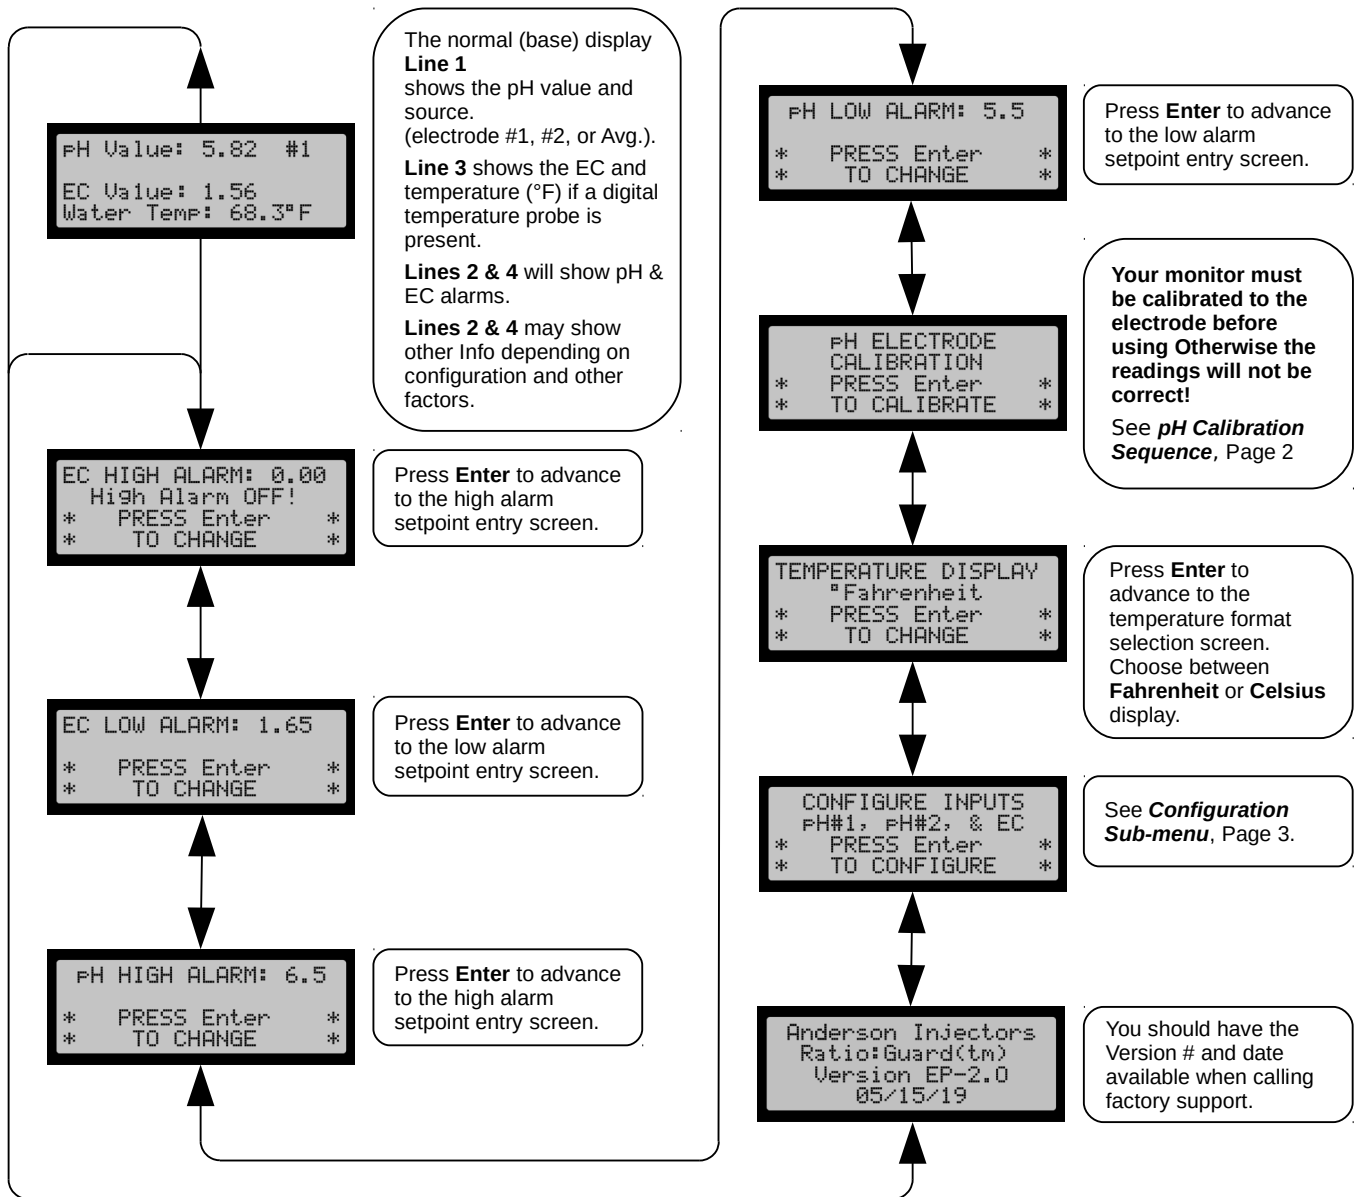 pH Value: 5.82 #1
EC Value: 1.56
Water Temp: 68.3°F
The normal (base) display
Line 1
shows the pH value and
source.
(electrode #1, #2, or Avg.).
Line 3 shows the EC and
temperature (°F) if a digital
temperature probe is
present.
Lines 2 & 4 will show pH &
EC alarms.
Lines 2 & 4 may show
other Info depending on
configuration and other
factors.
EC HIGH ALARM: 0.00
High Alarm OFF!
* PRESS Enter *
* TO CHANGE *
Press Enter to advance
to the high alarm
setpoint entry screen.
EC LOW ALARM: 1.65
* PRESS Enter *
* TO CHANGE *
Press Enter to advance
to the low alarm
setpoint entry screen.
pH HIGH ALARM: 6.5
* PRESS Enter *
* TO CHANGE *
Press Enter to advance
to the high alarm
setpoint entry screen.
pH LOW ALARM: 5.5
* PRESS Enter *
* TO CHANGE *
Press Enter to advance
to the low alarm
setpoint entry screen.
pH ELECTRODE
CALIBRATION
* PRESS Enter *
* TO CALIBRATE *
Your monitor must
be calibrated to the
electrode before
using Otherwise the
readings will not be
correct!
See pH Calibration
Sequence, Page 2
TEMPERATURE DISPLAY
°Fahrenheit
* PRESS Enter *
* TO CHANGE *
Press Enter to
advance to the
temperature format
selection screen.
Choose between
Fahrenheit or Celsius
display.
CONFIGURE INPUTS
pH#1, pH#2, & EC
* PRESS Enter *
* TO CONFIGURE *
See Configuration
Sub-menu, Page 3.
Anderson Injectors
Ratio:Guard(tm)
Version EP-2.0
05/15/19
You should have the
Version # and date
available when calling
factory support.